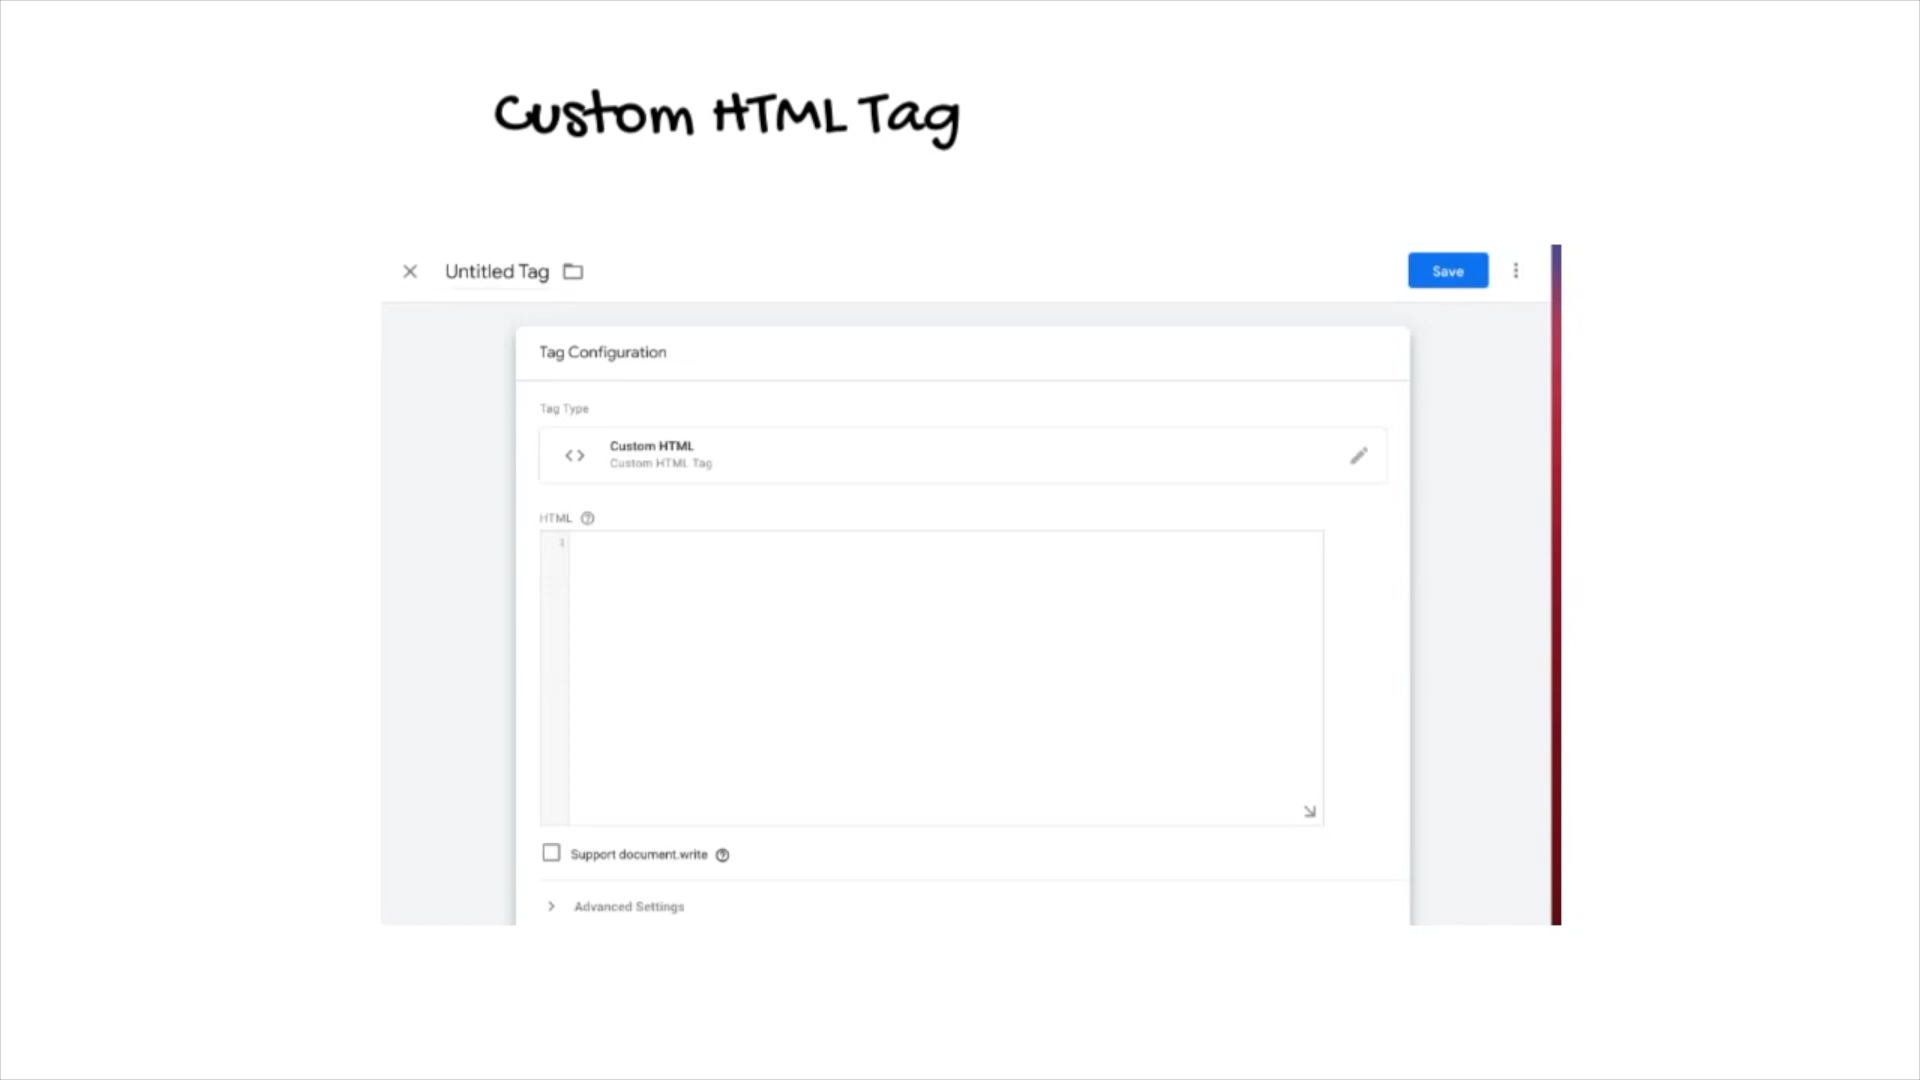 Custom HTML Tag
Untitled Tag
Save
Tag Configuration
Tag Type
Custom HTML
Custom HTML Tag
HTML
1
Support document.write
Advanced Settings